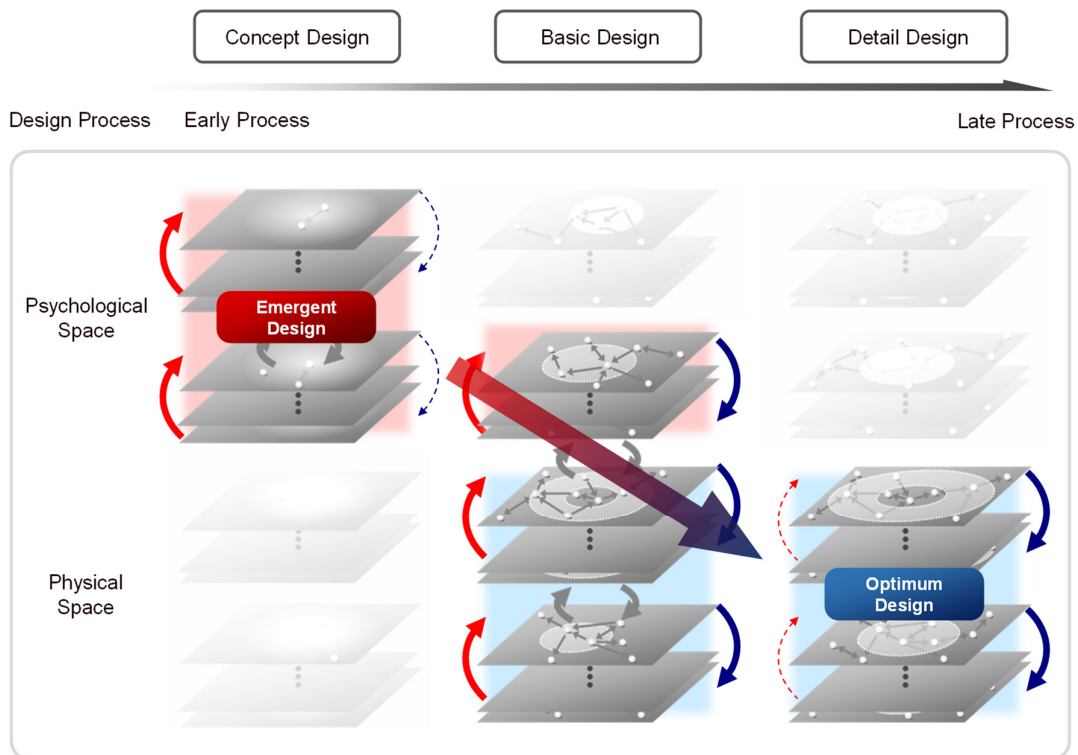 Concept Design
Basic Design
Detail Design
Design Process
Early Process
Late Process
Psychological
Space
Emergent
Design
Physical
Space
Optimum
Design